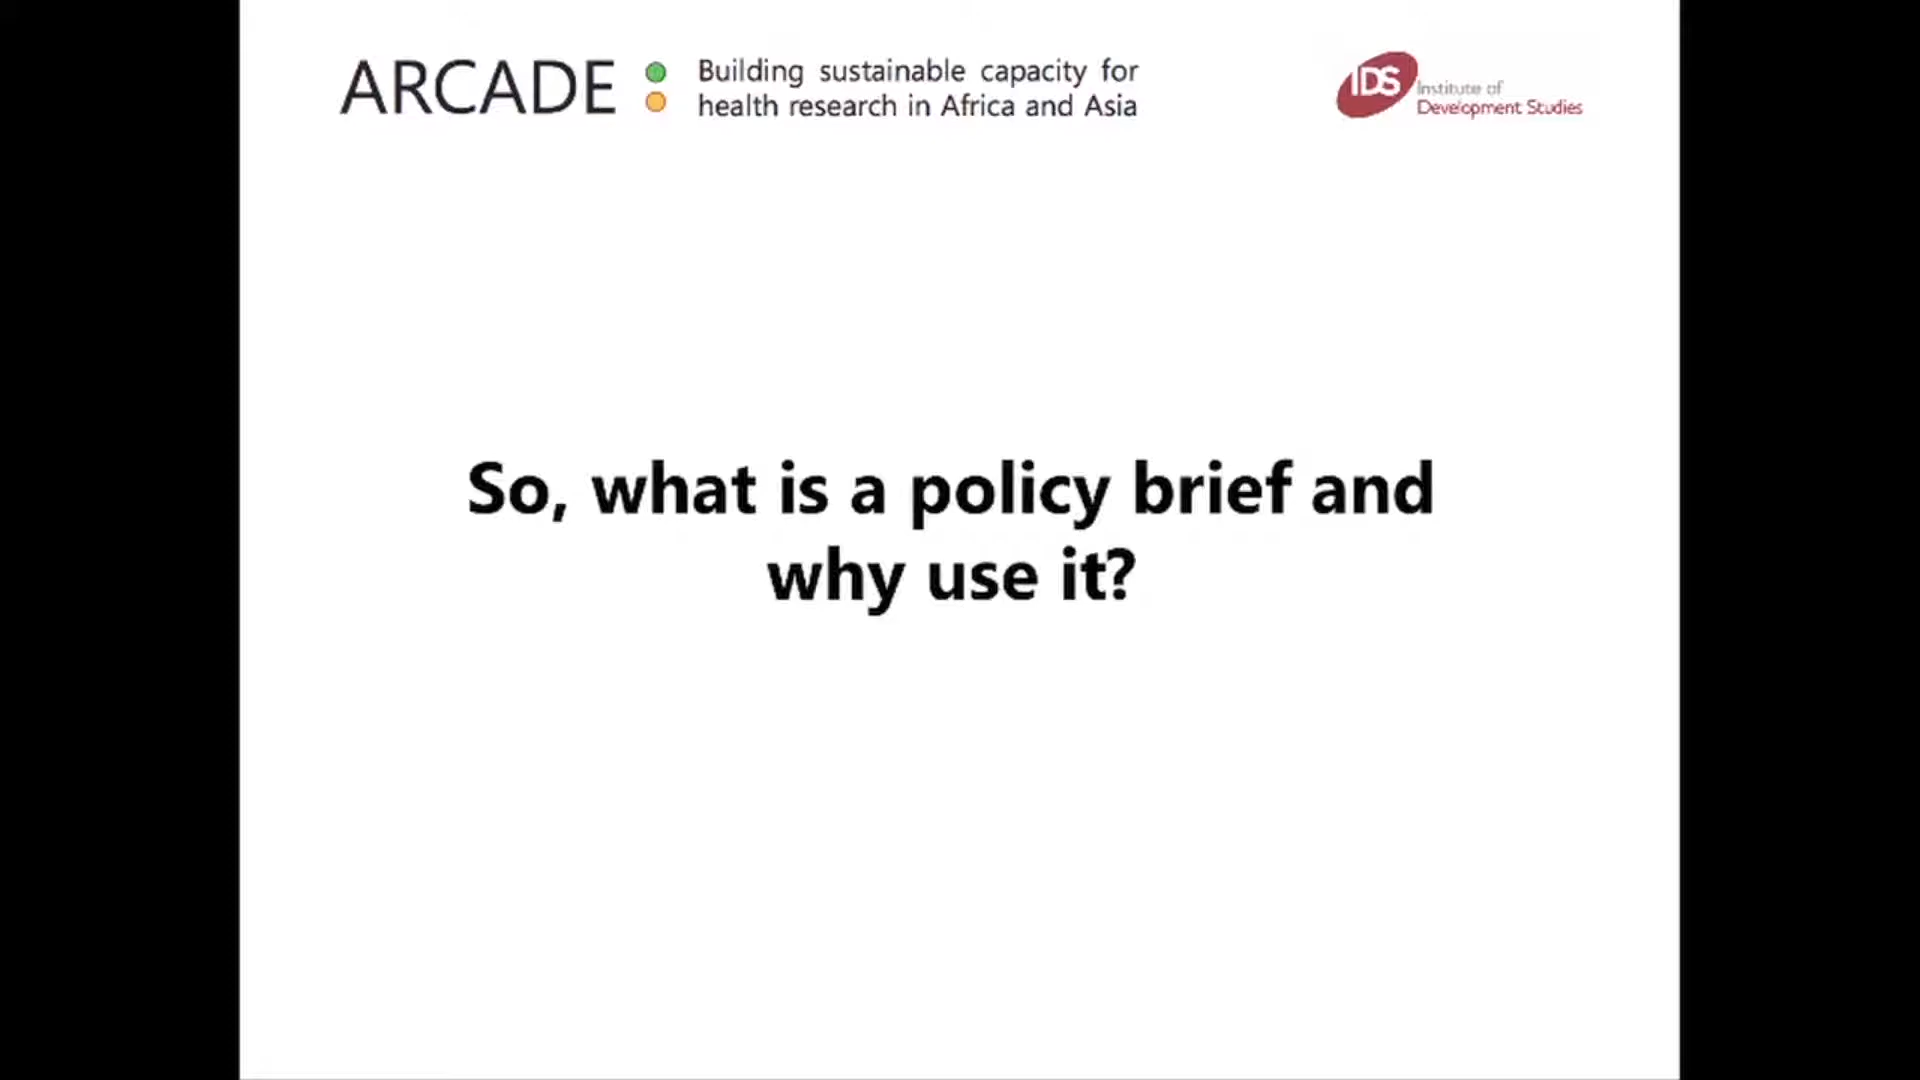 ARCADE
Building sustainable capacity for
health research in Africa and Asia
IDS
Institute of
Development Studies
So, what is a policy brief and
why use it?